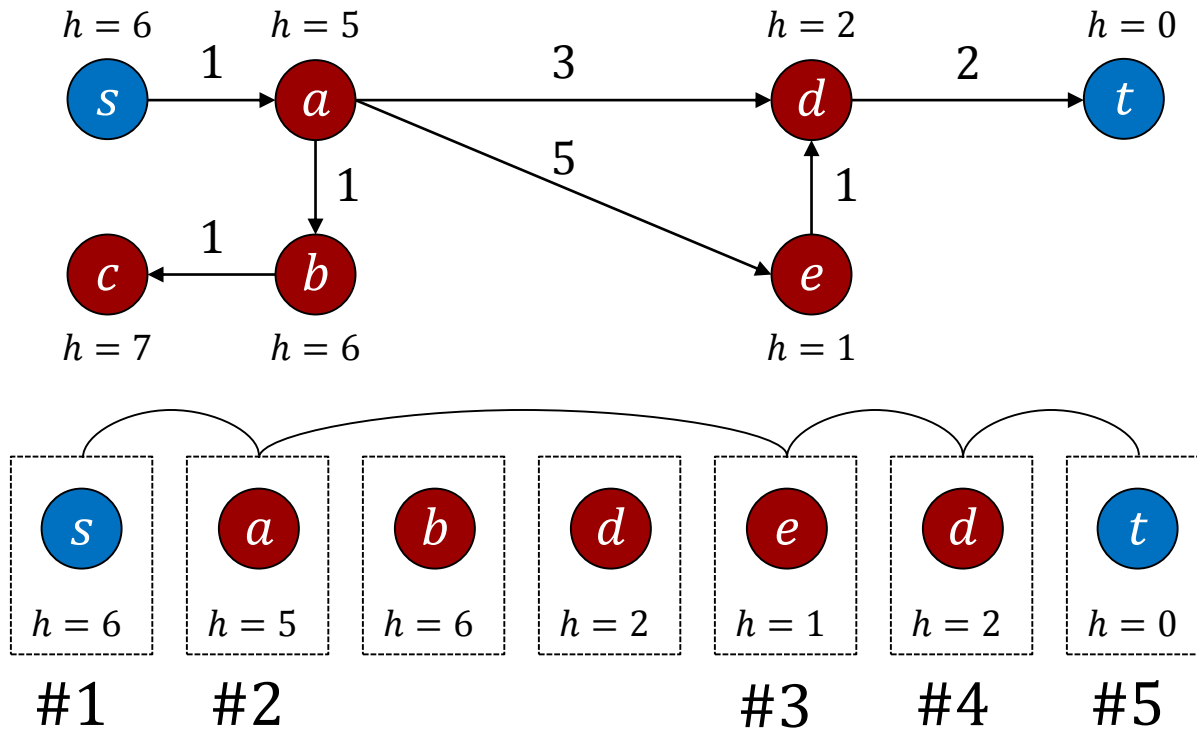 h = 6 h = 5 h = 2 h = 0
1 3 2
s a d t
5
1 1
1
c b e
h = 7 h = 6 h = 1
s a b d e d t
h = 6 h = 5 h = 6 h = 2 h = 1 h = 2 h = 0
#1 #2 #3 #4 #5